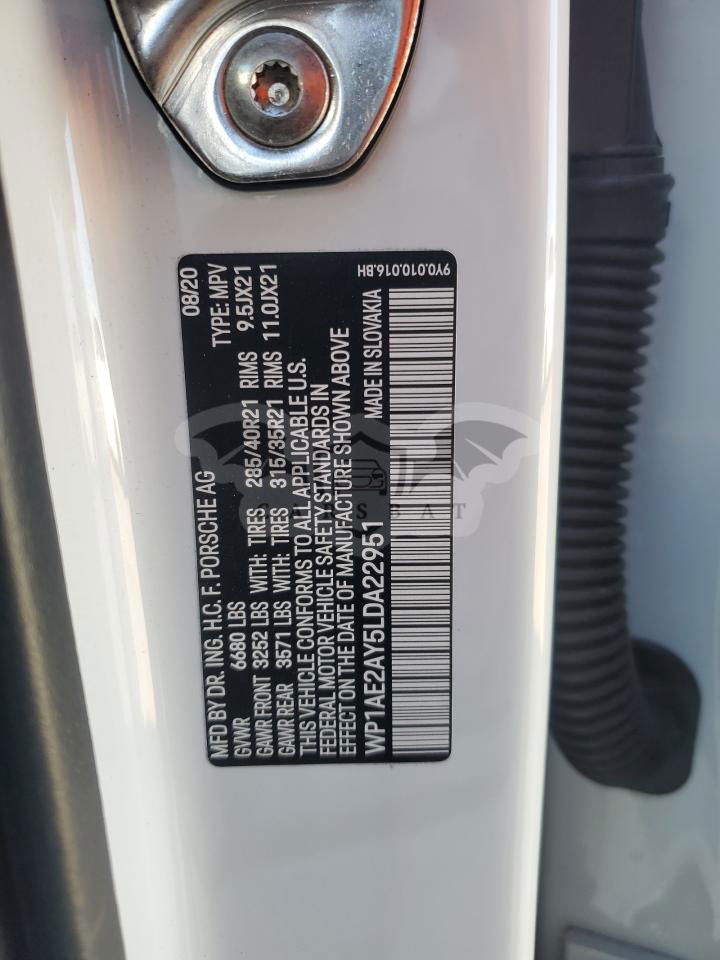 MFD BY DR. ING. H.C. F. PORSCHE AG 08/20
GVWR 6680 LBS TYPE: MPV
GAWR FRONT 3252 LBS WITH: TIRES 285/40R21 RIMS 9.5JX21
GAWR REAR 3571 LBS WITH: TIRES 315/35R21 RIMS 11.0JX21
THIS VEHICLE CONFORMS TO ALL APPLICABLE U.S.
FEDERAL MOTOR VEHICLE SAFETY STANDARDS IN
EFFECT ON THE DATE OF MANUFACTURE SHOWN ABOVE
WP1AE2AY5LDA22951 MADE IN SLOVAKIA
9Y0.010.016.BH